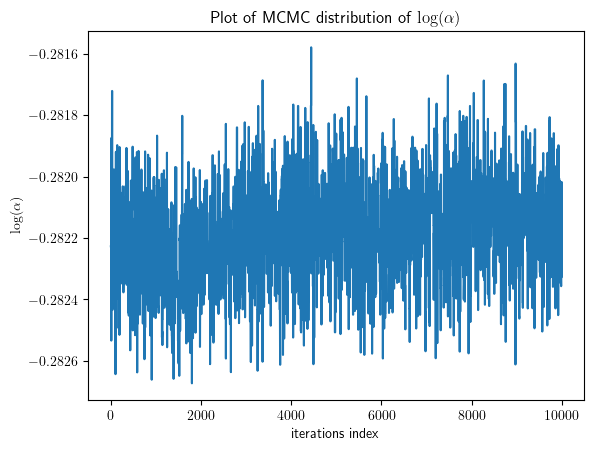 Plot of MCMC distribution of log(α)
−0.2816
−0.2818
−0.2820
−0.2822
−0.2824
−0.2826
log(α)
0 2000 4000 6000 8000 10000
iterations index